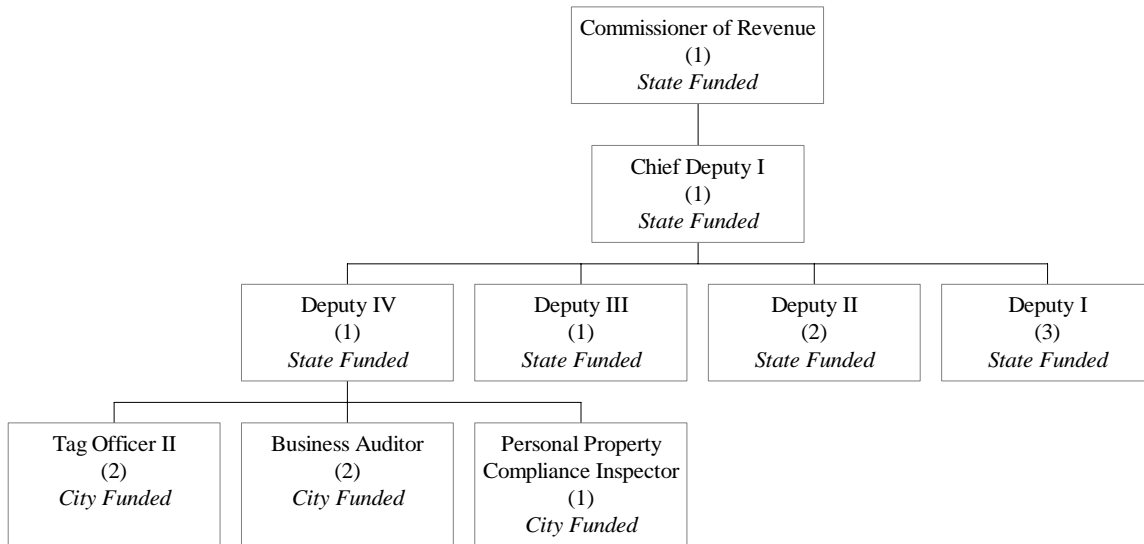 Commissioner of Revenue
(1)
State Funded
Chief Deputy I
(1)
State Funded
Deputy IV
(1)
State Funded
Deputy III
(1)
State Funded
Deputy II
(2)
State Funded
Deputy I
(3)
State Funded
Tag Officer II
(2)
City Funded
Business Auditor
(2)
City Funded
Personal Property
Compliance Inspector
(1)
City Funded